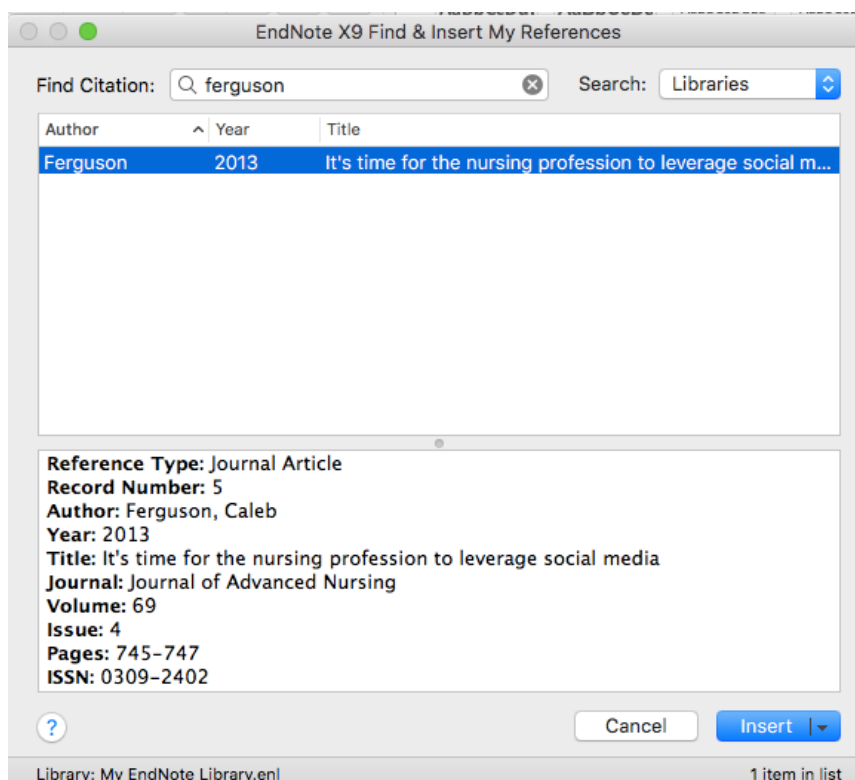 EndNote X9 Find & Insert My References
Find Citation: ferguson Search: Libraries
Author Year Title
Ferguson 2013 It's time for the nursing profession to leverage social m...
Reference Type: Journal Article
Record Number: 5
Author: Ferguson, Caleb
Year: 2013
Title: It's time for the nursing profession to leverage social media
Journal: Journal of Advanced Nursing
Volume: 69
Issue: 4
Pages: 745-747
ISSN: 0309-2402
? Cancel Insert
Library: My EndNote Library.enl 1 item in list